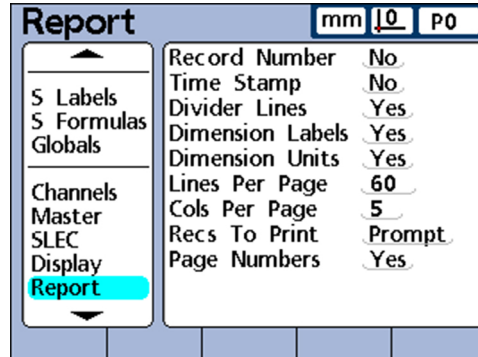 Report
mm 0 P0
S Labels
S Formulas
Globals
Channels
Master
SLEC
Display
Report
Record Number No
Time Stamp No
Divider Lines Yes
Dimension Labels Yes
Dimension Units Yes
Lines Per Page 60
Cols Per Page 5
Recs To Print Prompt
Page Numbers Yes